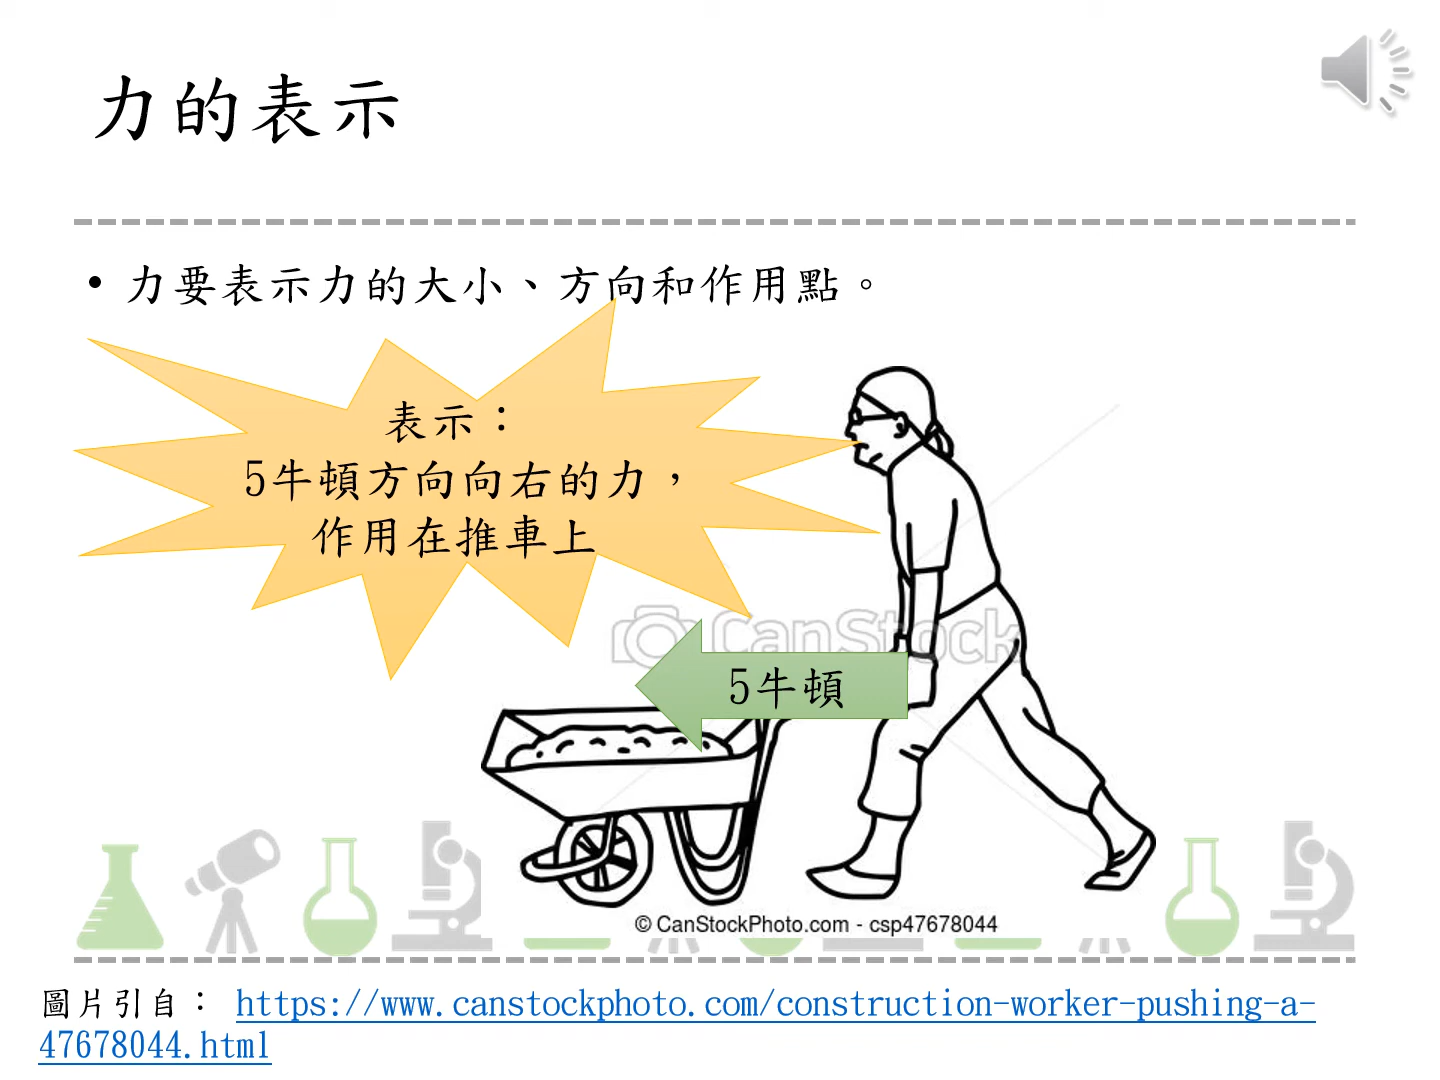 力的表示
• 力要表示力的大小、方向和作用點。
表示：
5牛頓方向向右的力，
作用在推車上
CanStock
5牛頓
© CanStockPhoto.com - csp47678044
圖片引自： https://www.canstockphoto.com/construction-worker-pushing-a-
47678044.html